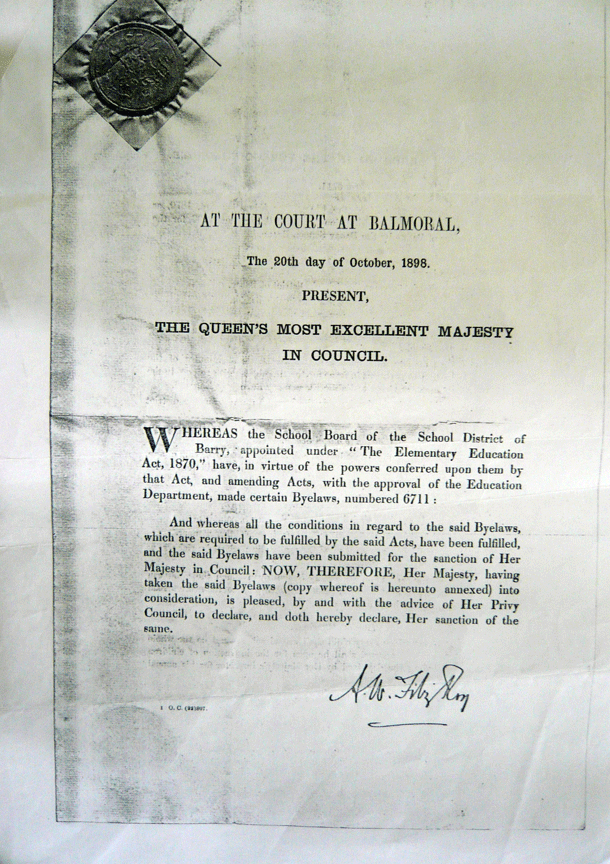 AT THE COURT AT BALMORAL,
The 20th day of October, 1898.
PRESENT,
THE QUEEN'S MOST EXCELLENT MAJESTY
IN COUNCIL.
WHEREAS the School Board of the School District of
Barry, appointed under "The Elementary Education
Act, 1870," have, in virtue of the powers conferred upon them by
that Act, and amending Acts, with the approval of the Education
Department, made certain Byelaws, numbered 6711 :
And whereas all the conditions in regard to the said Byelaws,
which are required to be fulfilled by the said Acts, have been fulfilled,
and the said Byelaws have been submitted for the sanction of Her
Majesty in Council: NOW, THEREFORE, Her Majesty, having
taken the said Byelaws (copy whereof is hereunto annexed) into
consideration, is pleased, by and with the advice of Her Privy
Council, to declare, and doth hereby declare, Her sanction of the
same.
A.W. FitzRoy